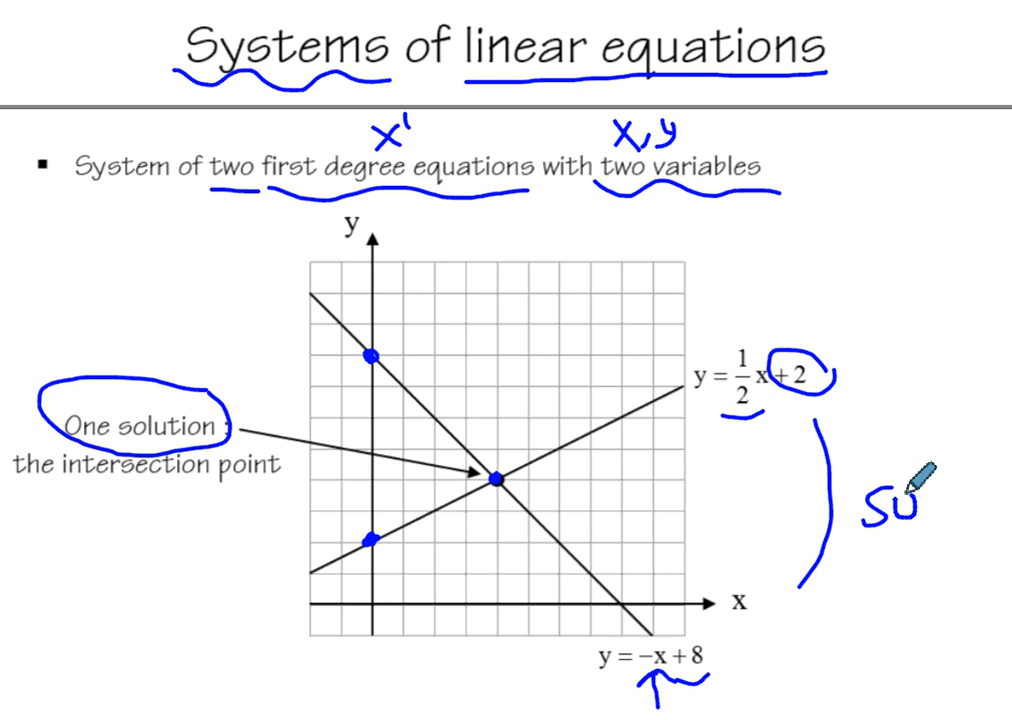 Systems of linear equations
x¹ x, y
▪ System of two first degree equations with two variables
y
y = 1/2 x + 2
One solution :
the intersection point
SU
x
y = −x + 8